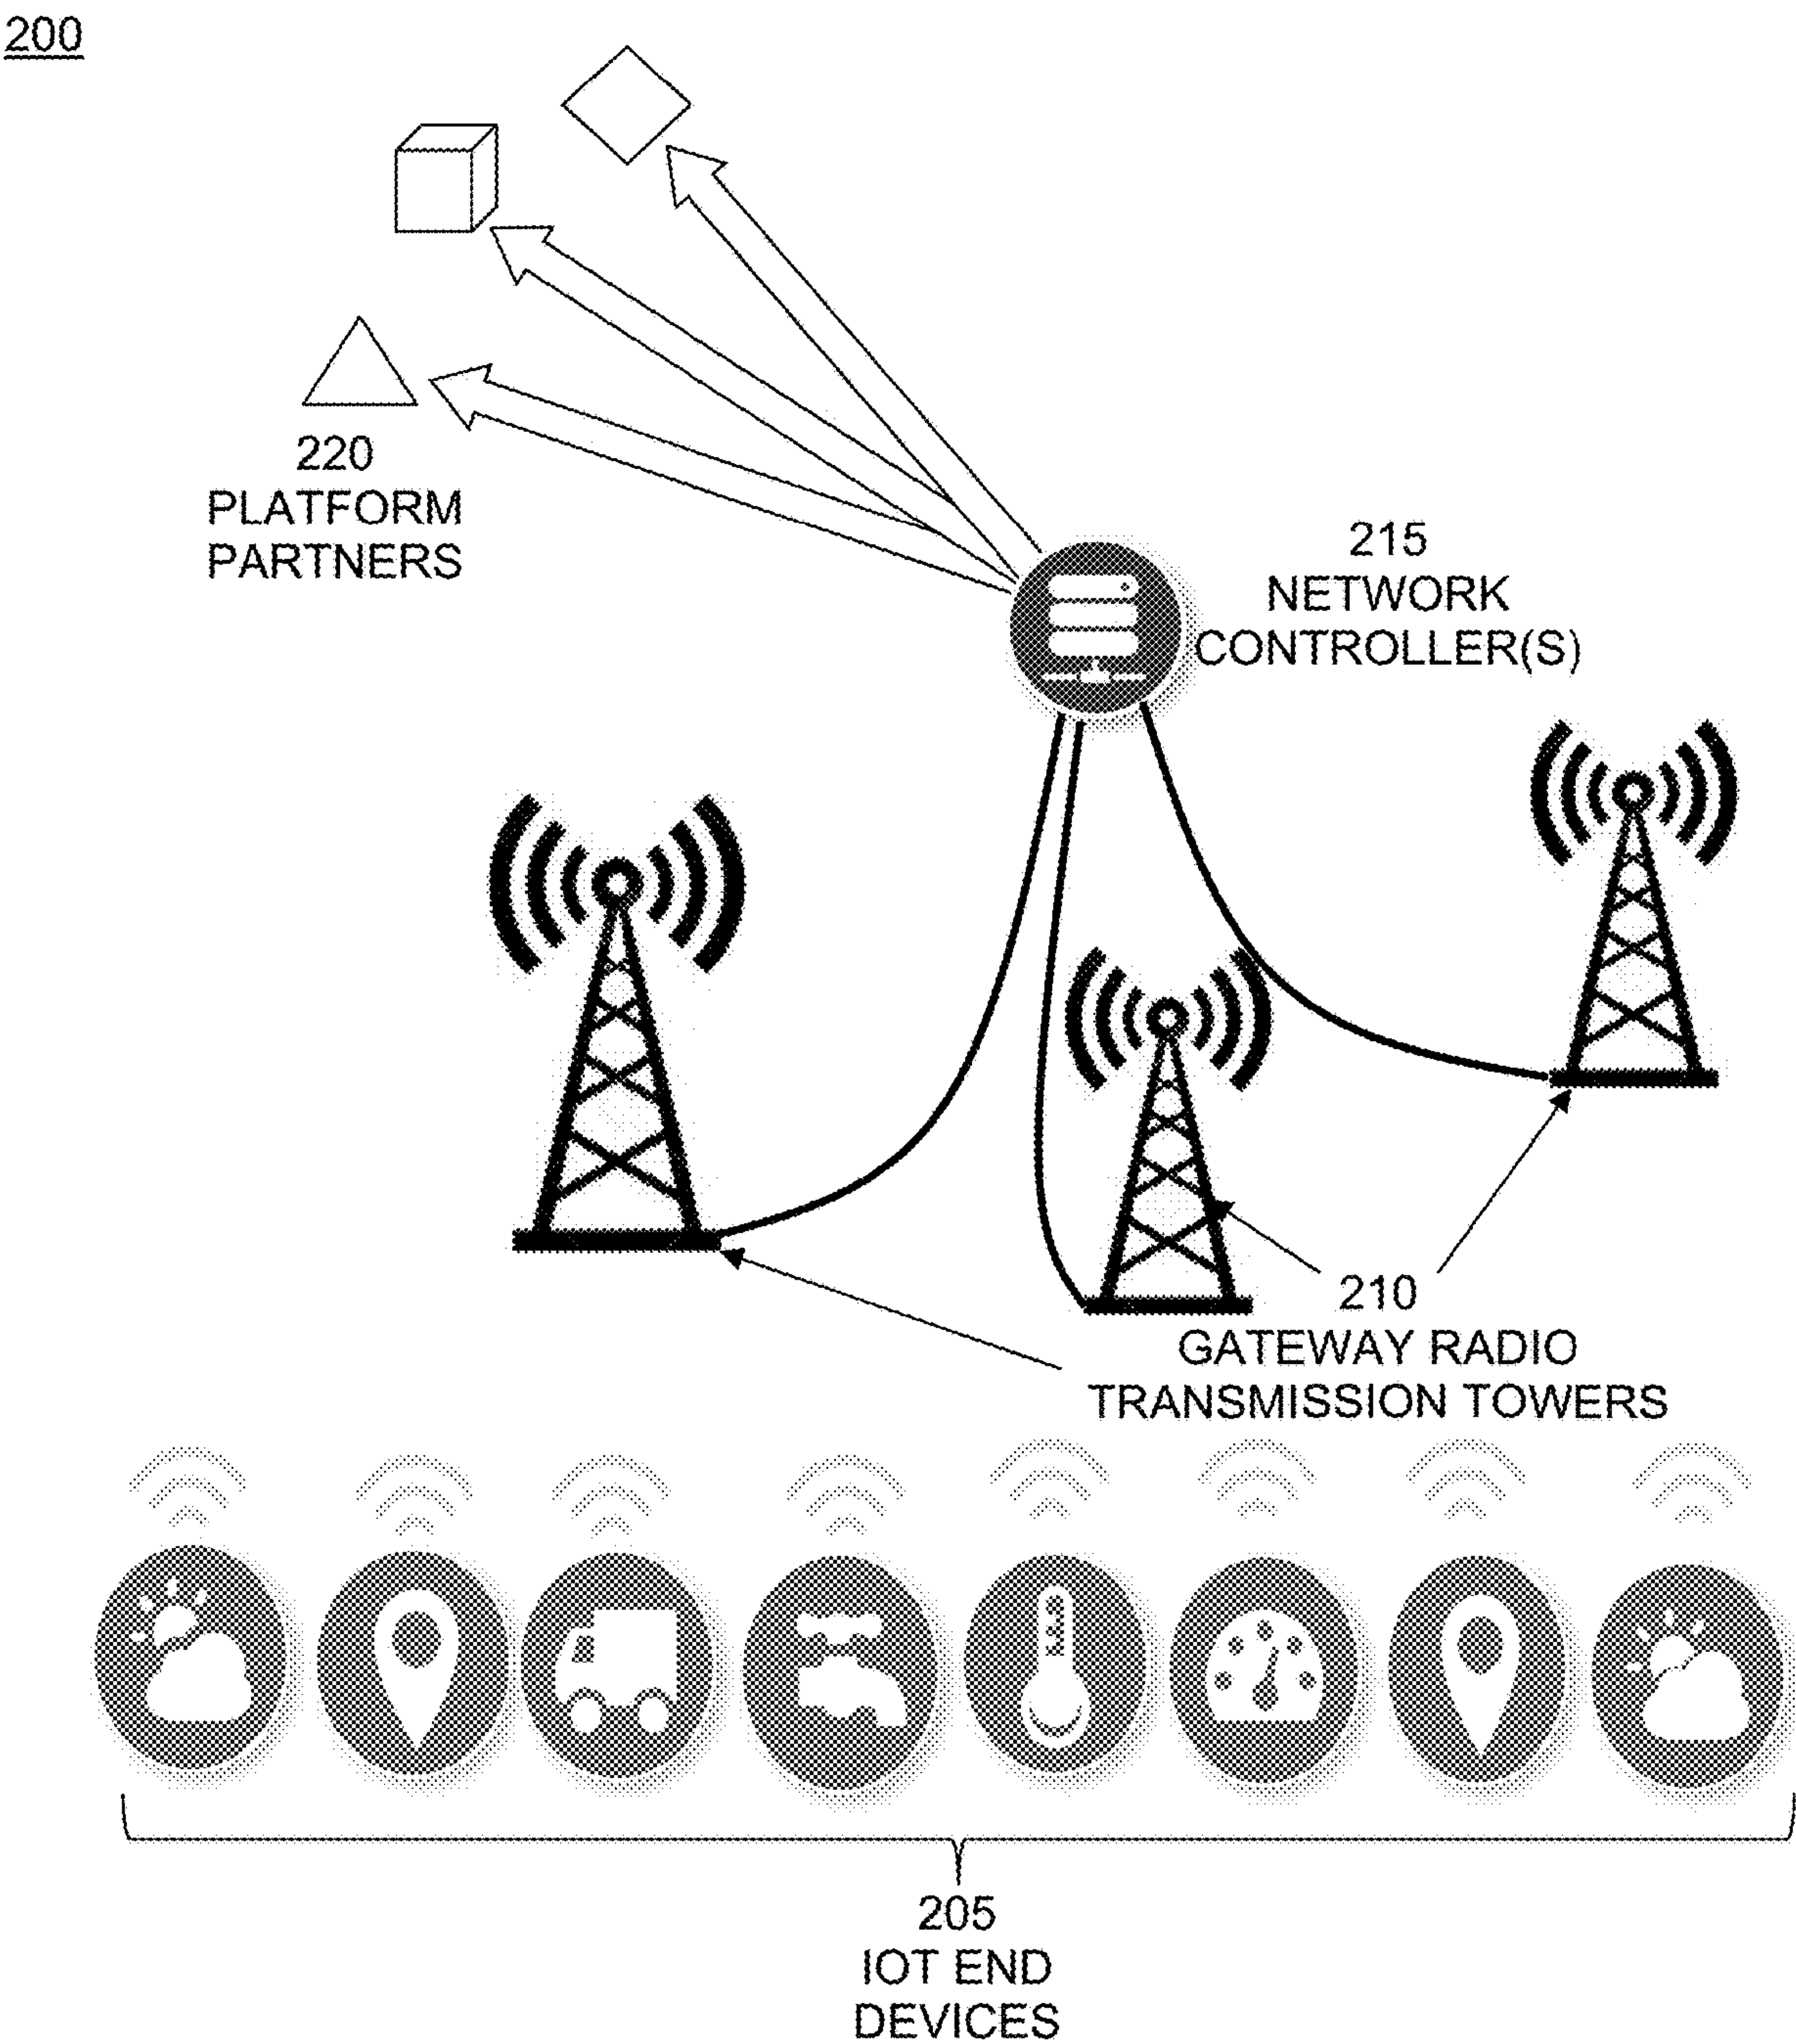 200
220
PLATFORM
PARTNERS
215
NETWORK
CONTROLLER(S)
210
GATEWAY RADIO
TRANSMISSION TOWERS
205
IOT END
DEVICES